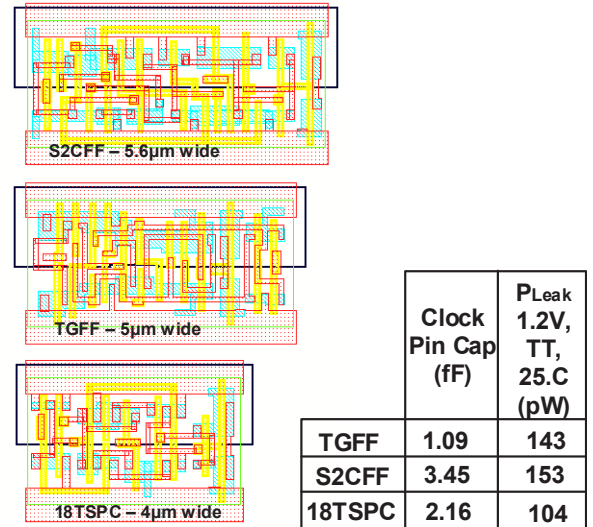 S2CFF – 5.6µm wide
TGFF – 5µm wide
18TSPC – 4µm wide
Clock Pin Cap (fF)
PLeak 1.2V, TT, 25.C (pW)
TGFF 1.09 143
S2CFF 3.45 153
18TSPC 2.16 104